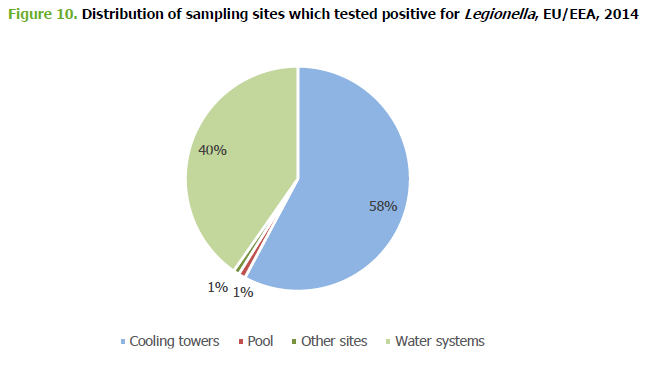 Figure 10. Distribution of sampling sites which tested positive for Legionella, EU/EEA, 2014
40%
58%
1%
1%
Cooling towers
Pool
Other sites
Water systems